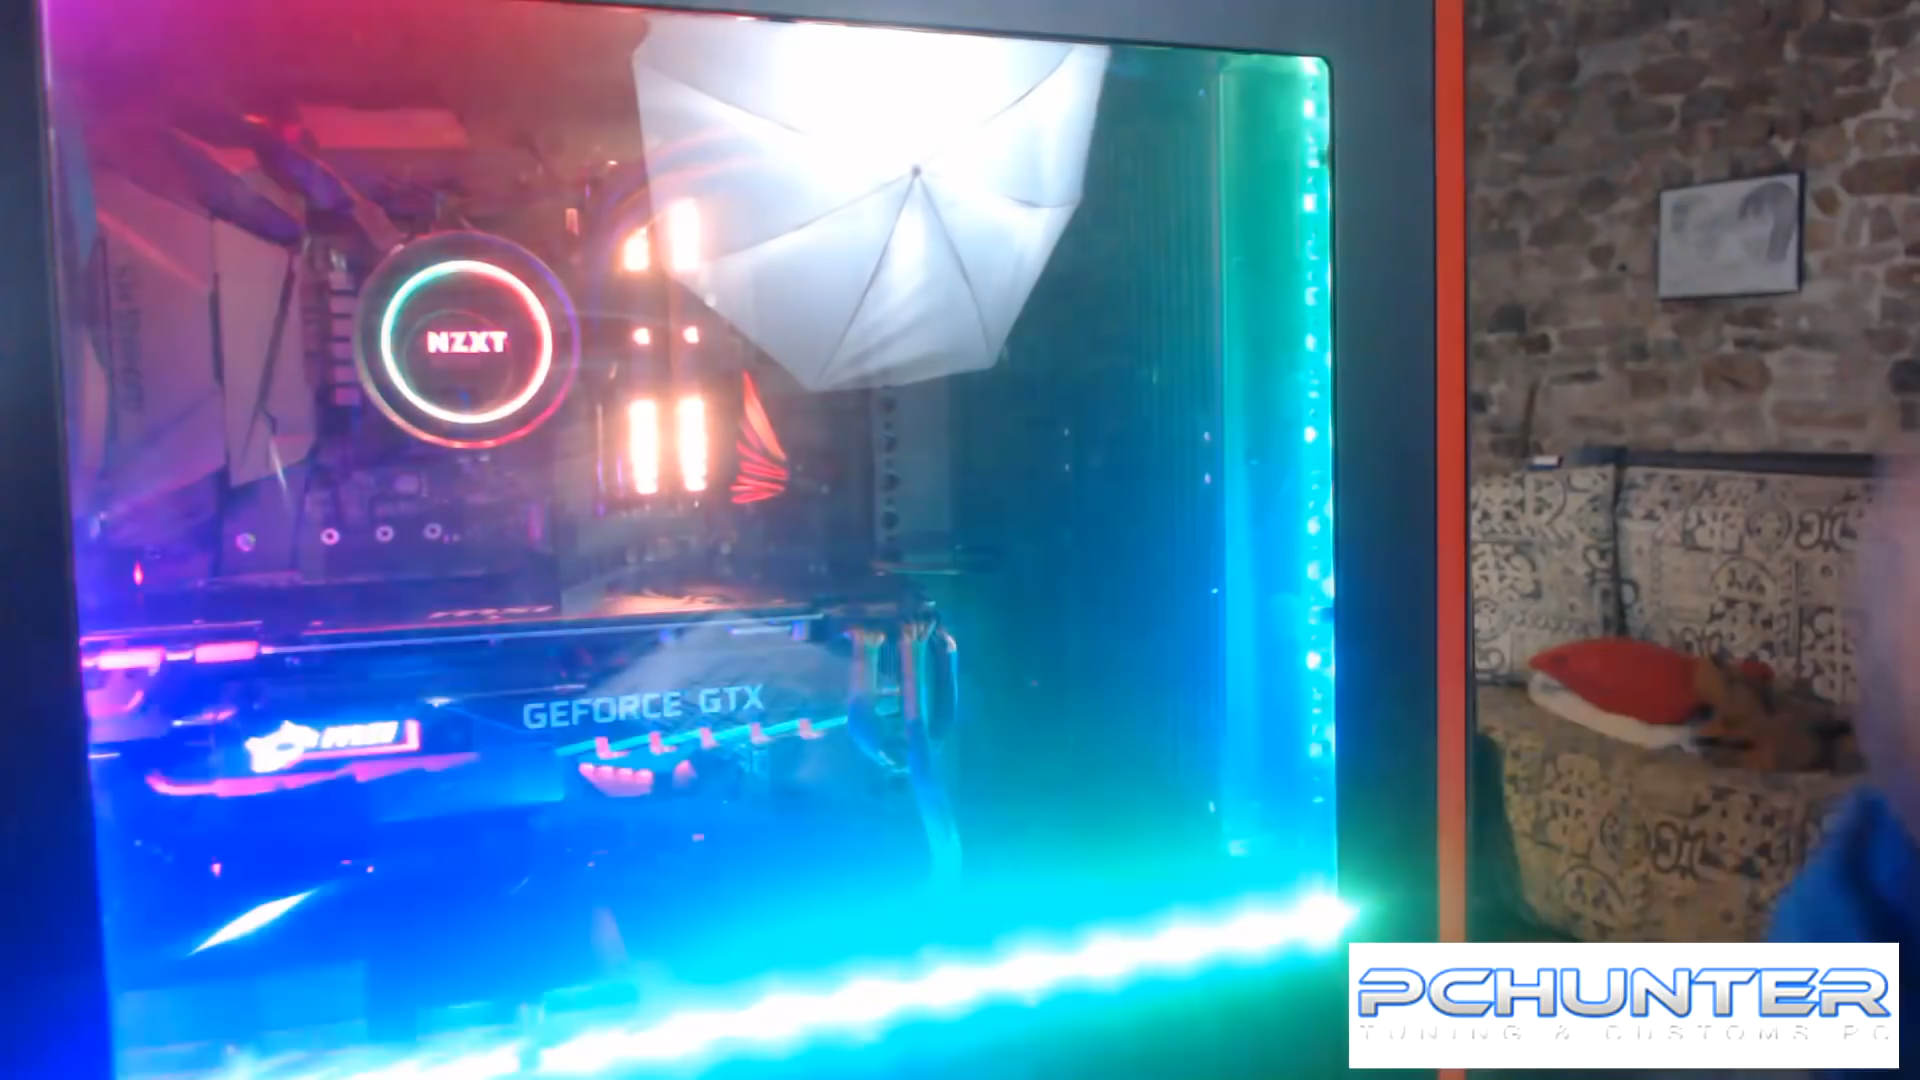 NZXT
GEFORCE GTX
PCHUNTER
TUNING & CUSTOMS PC